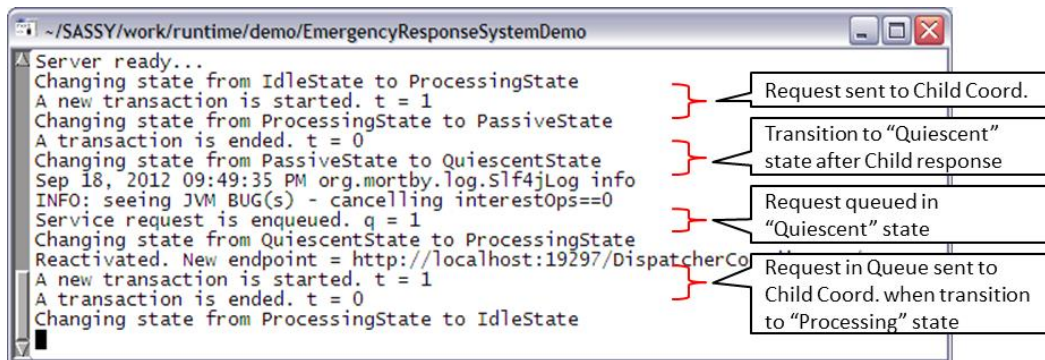 ~/SASSY/work/runtime/demo/EmergencyResponseSystemDemo
Server ready...
Changing state from IdleState to ProcessingState
A new transaction is started. t = 1
Changing state from ProcessingState to PassiveState
A transaction is ended. t = 0
Changing state from PassiveState to QuiescentState
Sep 18, 2012 09:49:35 PM org.mortby.log.Slf4jLog info
INFO: seeing JVM BUG(s) - cancelling interestOps==0
Service request is enqueued. q = 1
Changing state from QuiescentState to ProcessingState
Reactivated. New endpoint = http://localhost:19297/DispatcherCo
A new transaction is started. t = 1
A transaction is ended. t = 0
Changing state from ProcessingState to IdleState
Request sent to Child Coord.
Transition to “Quiescent”
state after Child response
Request queued in
“Quiescent” state
Request in Queue sent to
Child Coord. when transition
to “Processing” state